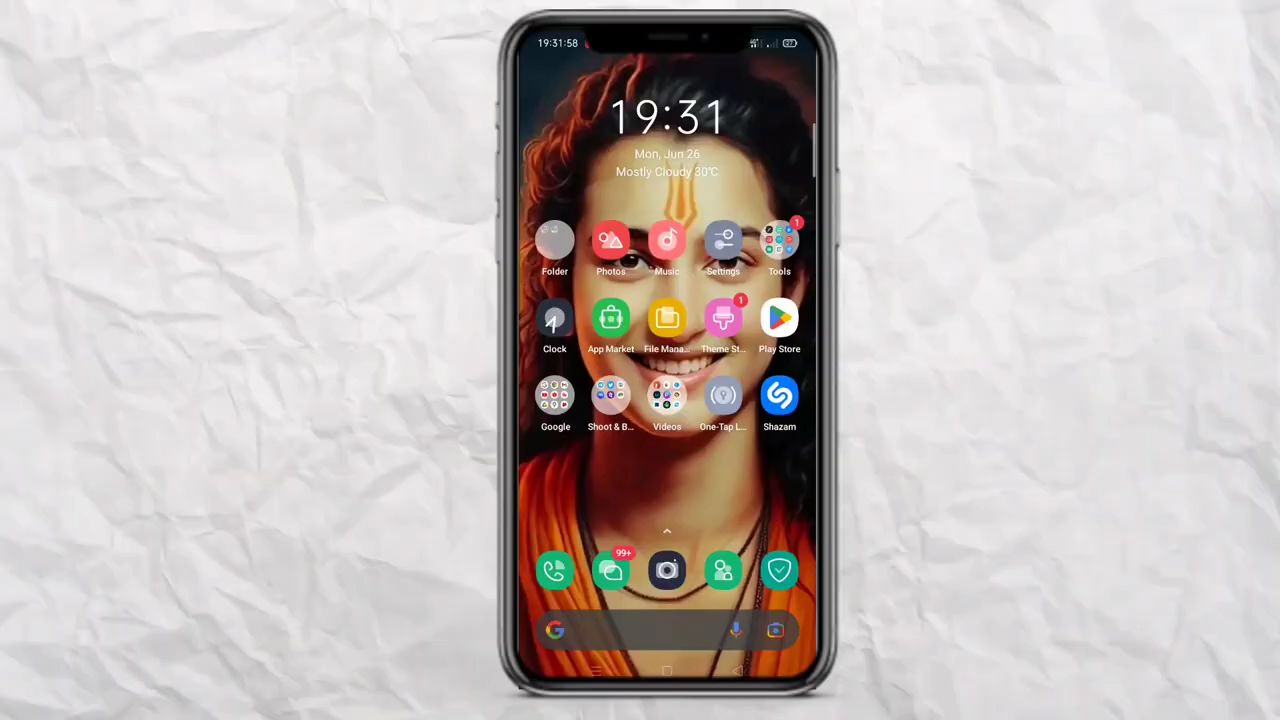 19:31:58
27
19:31
Mon, Jun 26
Mostly Cloudy 30°C
1
Folder Photos Music Settings Tools
1
Clock App Market File Mana... Theme St... Play Store
Google Shoot & B... Videos One-Tap L... Shazam
99+